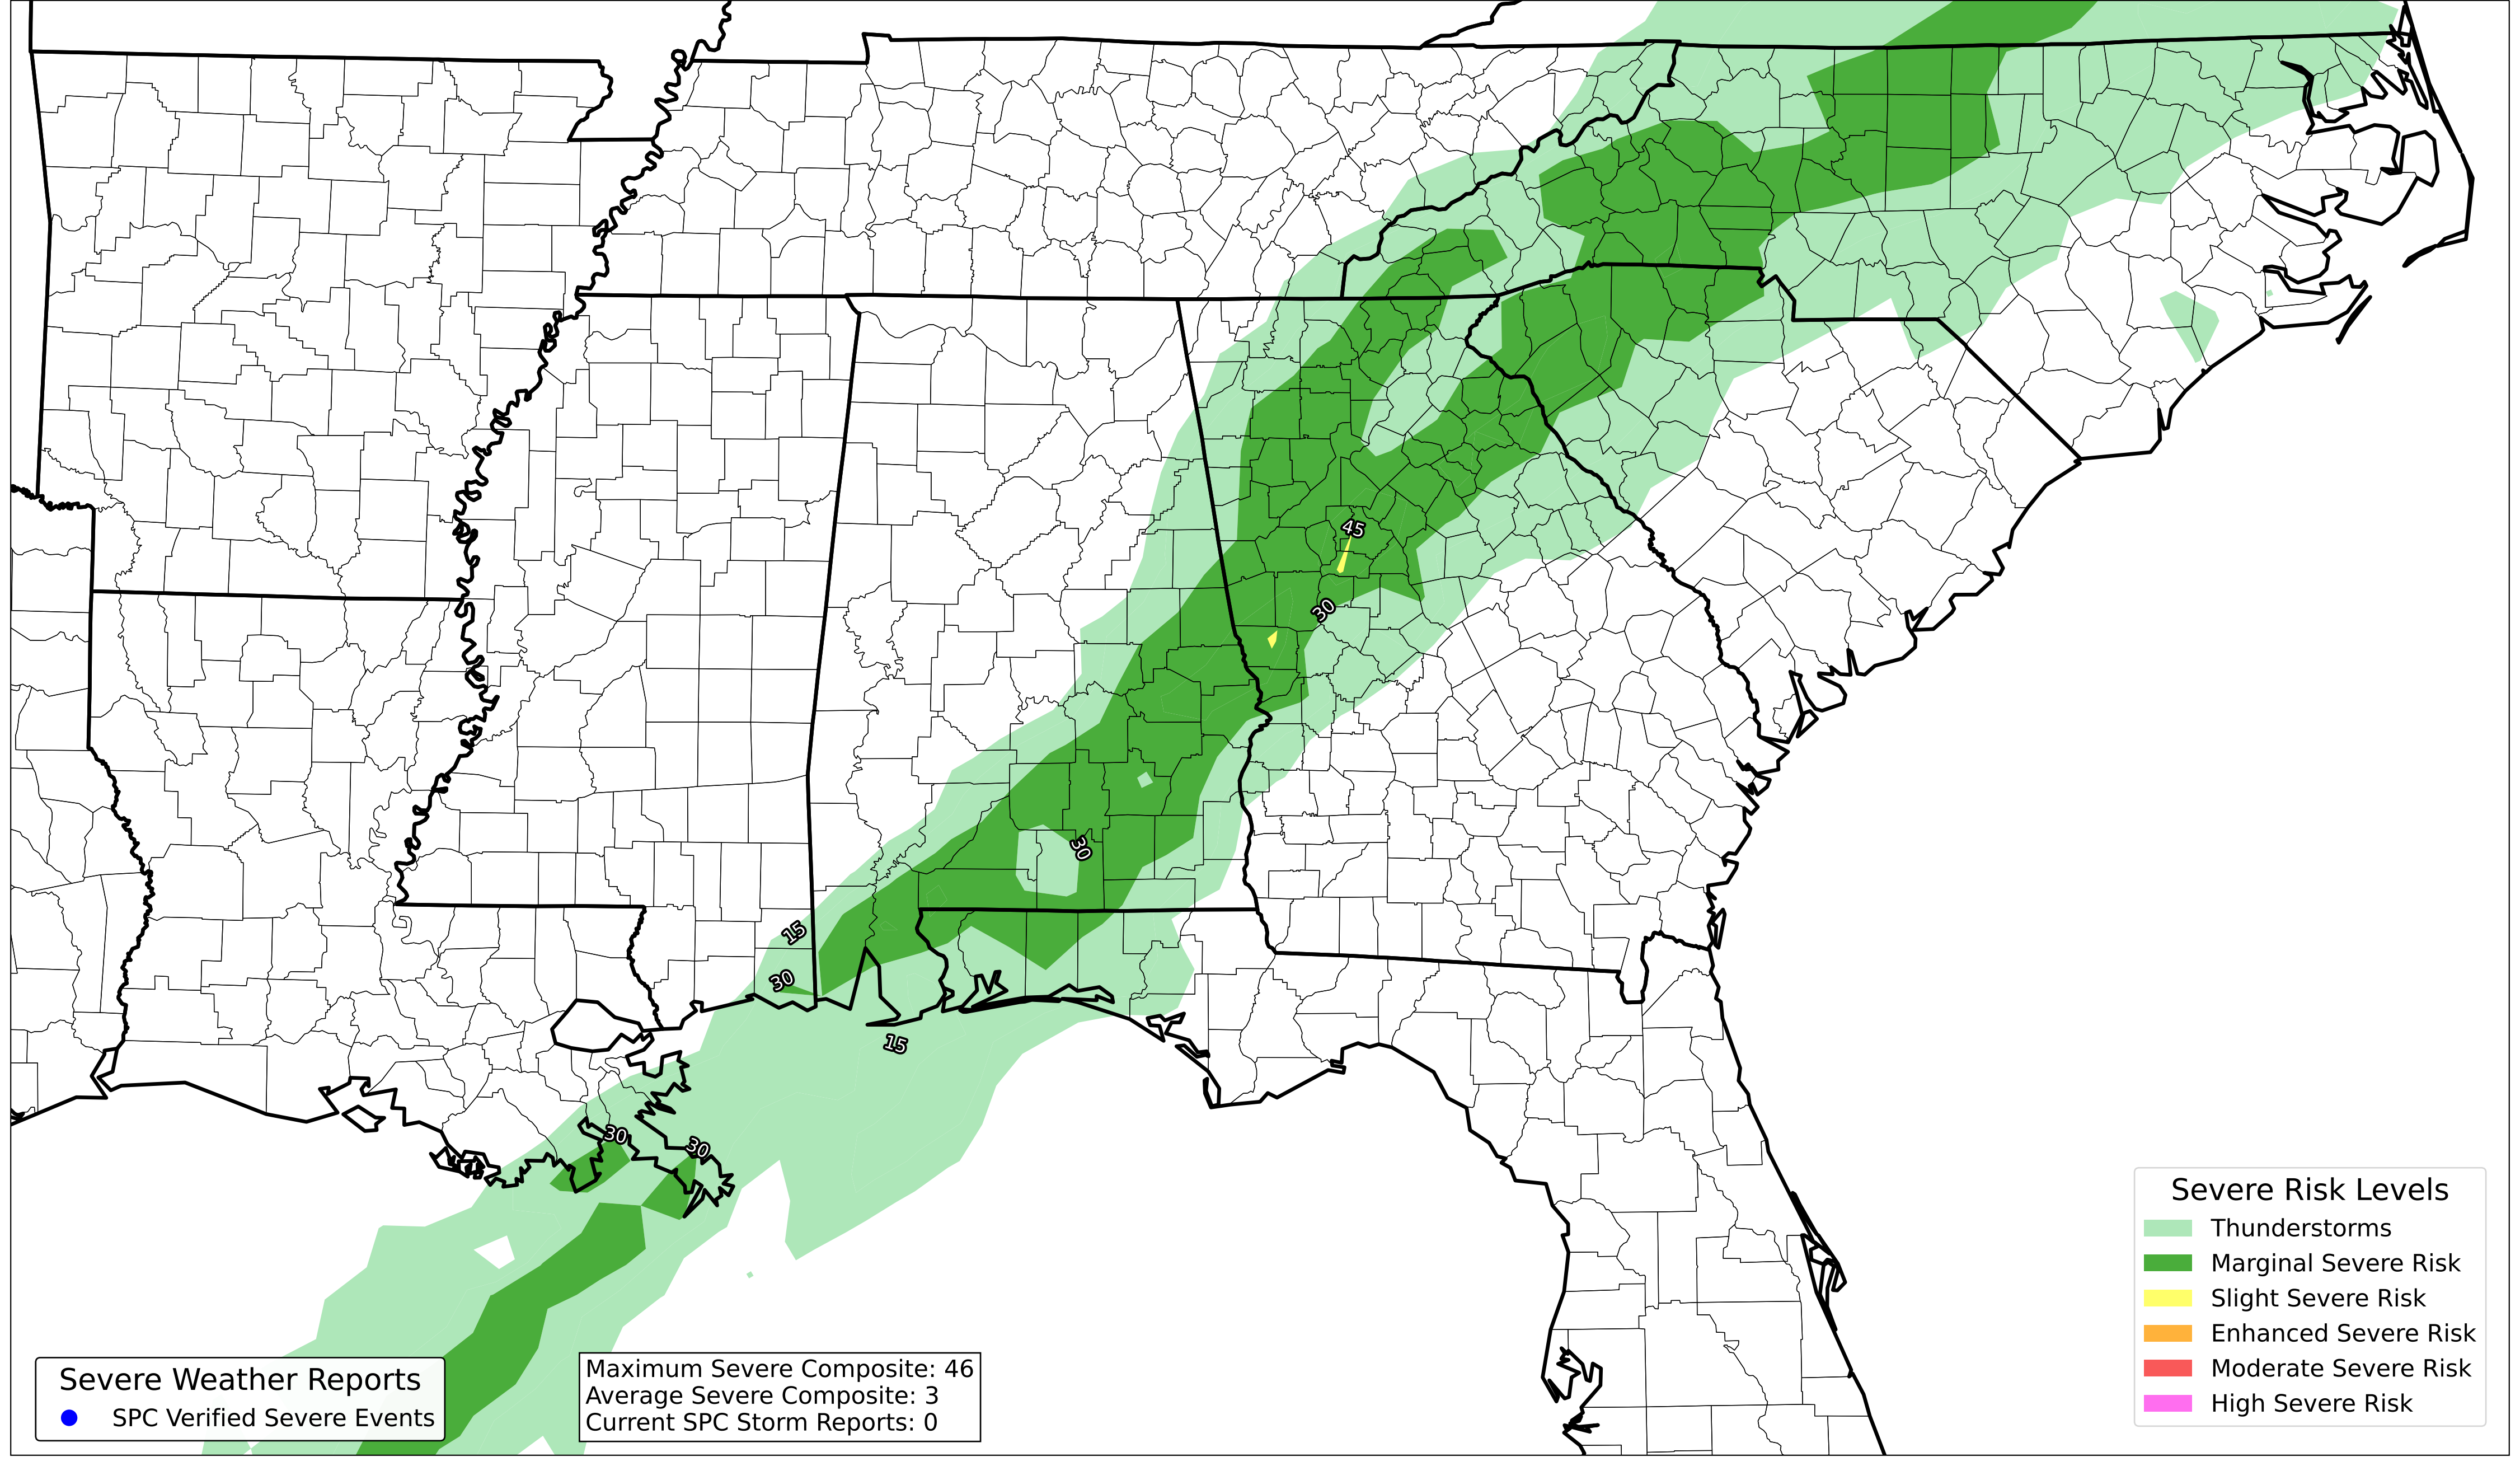 45
30
30
15
30
15
30
30
Severe Risk Levels
Thunderstorms
Marginal Severe Risk
Slight Severe Risk
Enhanced Severe Risk
Moderate Severe Risk
High Severe Risk
Severe Weather Reports
SPC Verified Severe Events
Maximum Severe Composite: 46
Average Severe Composite: 3
Current SPC Storm Reports: 0